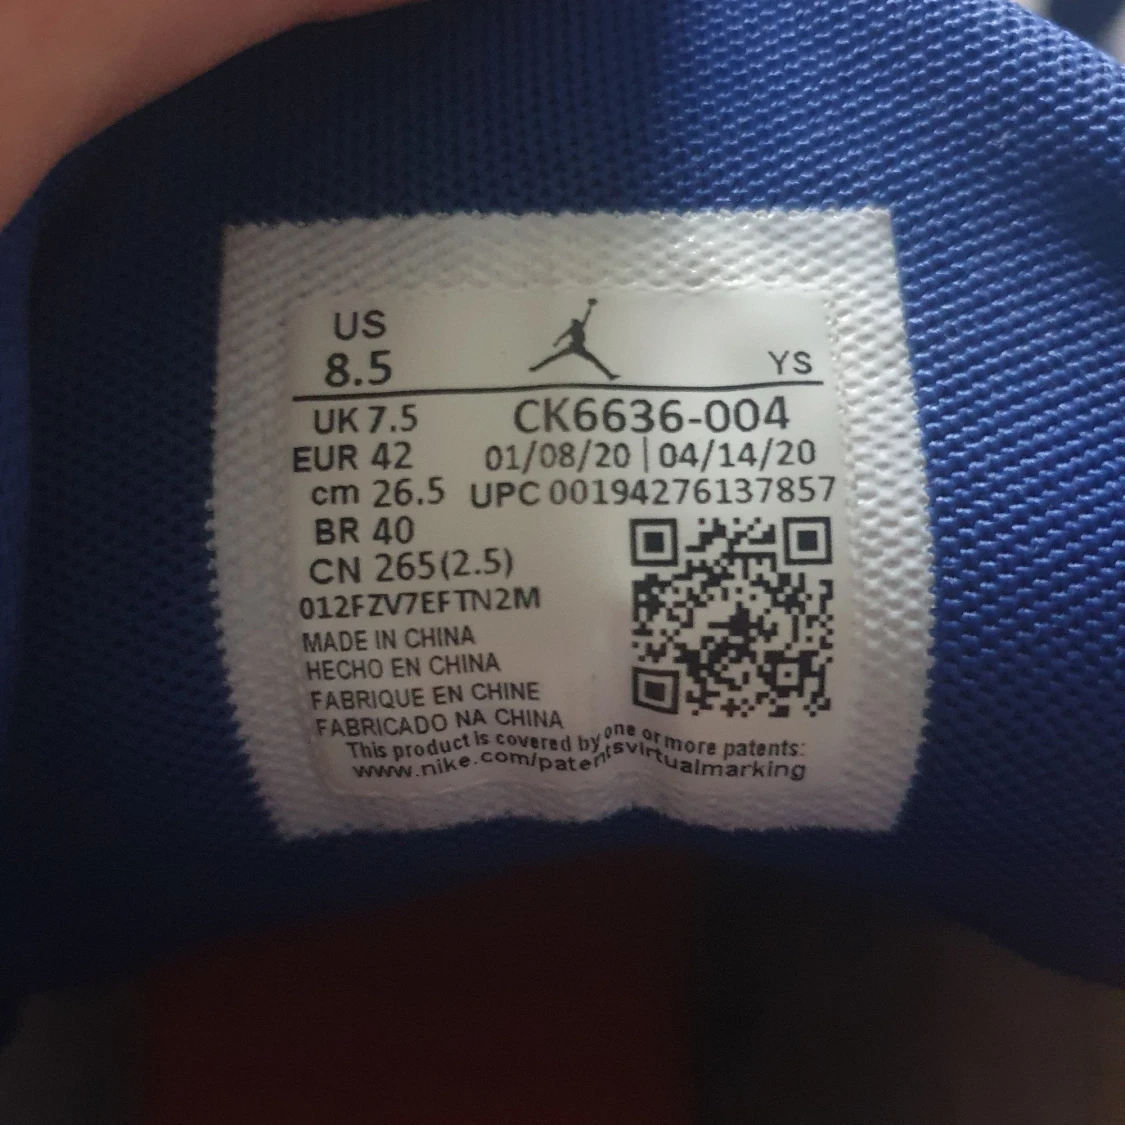 US
8.5
YS
UK 7.5 CK6636-004
EUR 42 01/08/20 | 04/14/20
cm 26.5 UPC 00194276137857
BR 40
CN 265(2.5)
012FZV7EFTN2M
MADE IN CHINA
HECHO EN CHINA
FABRIQUE EN CHINE
FABRICADO NA CHINA
This product is covered by one or more patents:
www.nike.com/patentsvirtualmarking